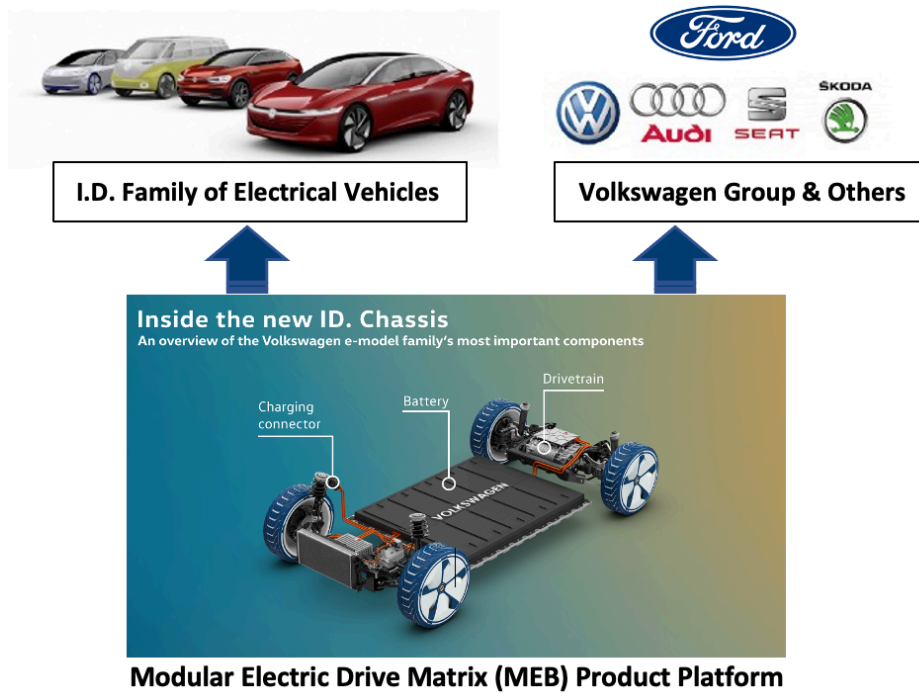 Ford
ŠKODA
VW
Audi
SEAT
I.D. Family of Electrical Vehicles
Volkswagen Group & Others
Inside the new ID. Chassis
An overview of the Volkswagen e-model family's most important components
Drivetrain
Battery
Charging
connector
VOLKSWAGEN
Modular Electric Drive Matrix (MEB) Product Platform